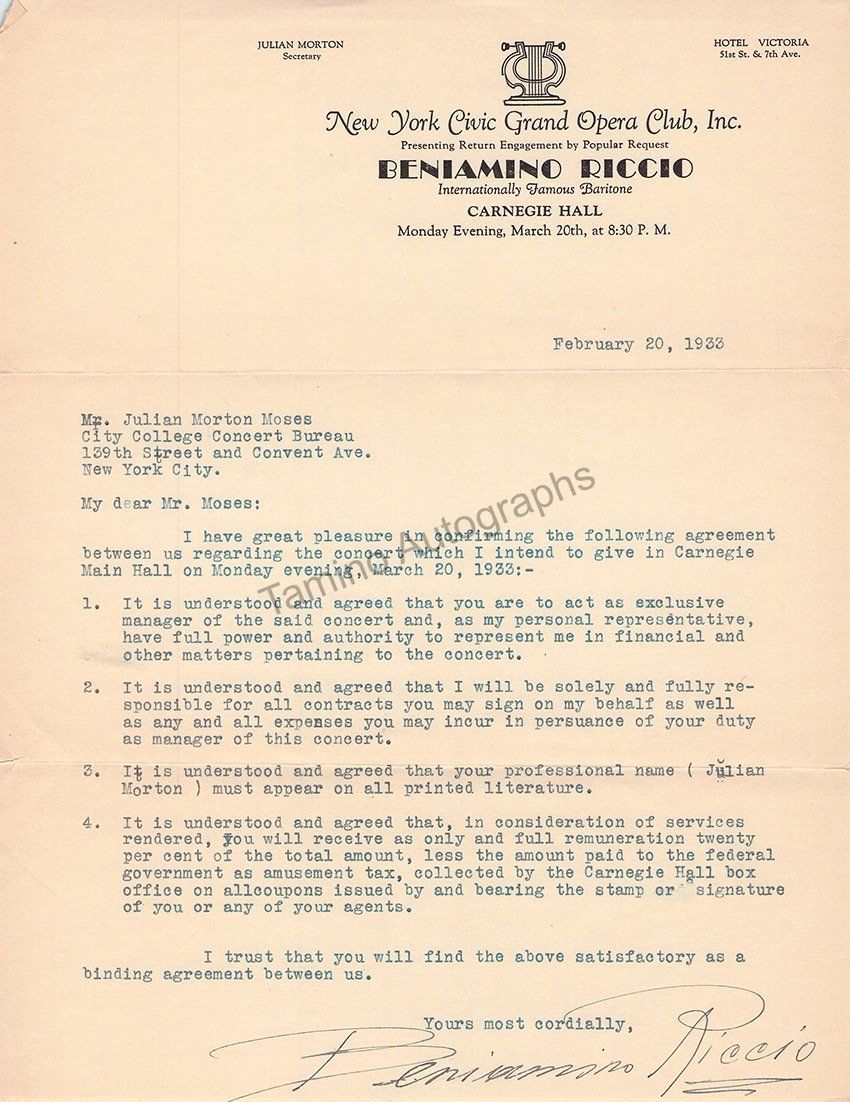 JULIAN MORTON
Secretary
HOTEL VICTORIA
51st St. & 7th Ave.
New York Civic Grand Opera Club, Inc.
Presenting Return Engagement by Popular Request
BENIAMINO RICCIO
Internationally Famous Baritone
CARNEGIE HALL
Monday Evening, March 20th, at 8:30 P. M.
February 20, 1933
Mr. Julian Morton Moses
City College Concert Bureau
139th Street and Convent Ave.
New York City.
My dear Mr. Moses:
I have great pleasure in confirming the following agreement
between us regarding the concert which I intend to give in Carnegie
Main Hall on Monday evening, March 20, 1933:-
1. It is understood and agreed that you are to act as exclusive
manager of the said concert and, as my personal representative,
have full power and authority to represent me in financial and
other matters pertaining to the concert.
2. It is understood and agreed that I will be solely and fully re-
sponsible for all contracts you may sign on my behalf as well
as any and all expenses you may incur in persuance of your duty
as manager of this concert.
3. It is understood and agreed that your professional name ( Julian
Morton ) must appear on all printed literature.
4. It is understood and agreed that, in consideration of services
rendered, you will receive as only and full remuneration twenty
per cent of the total amount, less the amount paid to the federal
government as amusement tax, collected by the Carnegie Hall box
office on allcoupons issued by and bearing the stamp or signature
of you or any of your agents.
I trust that you will find the above satisfactory as a
binding agreement between us.
Yours most cordially,
Beniamino Riccio
Tamino Autographs